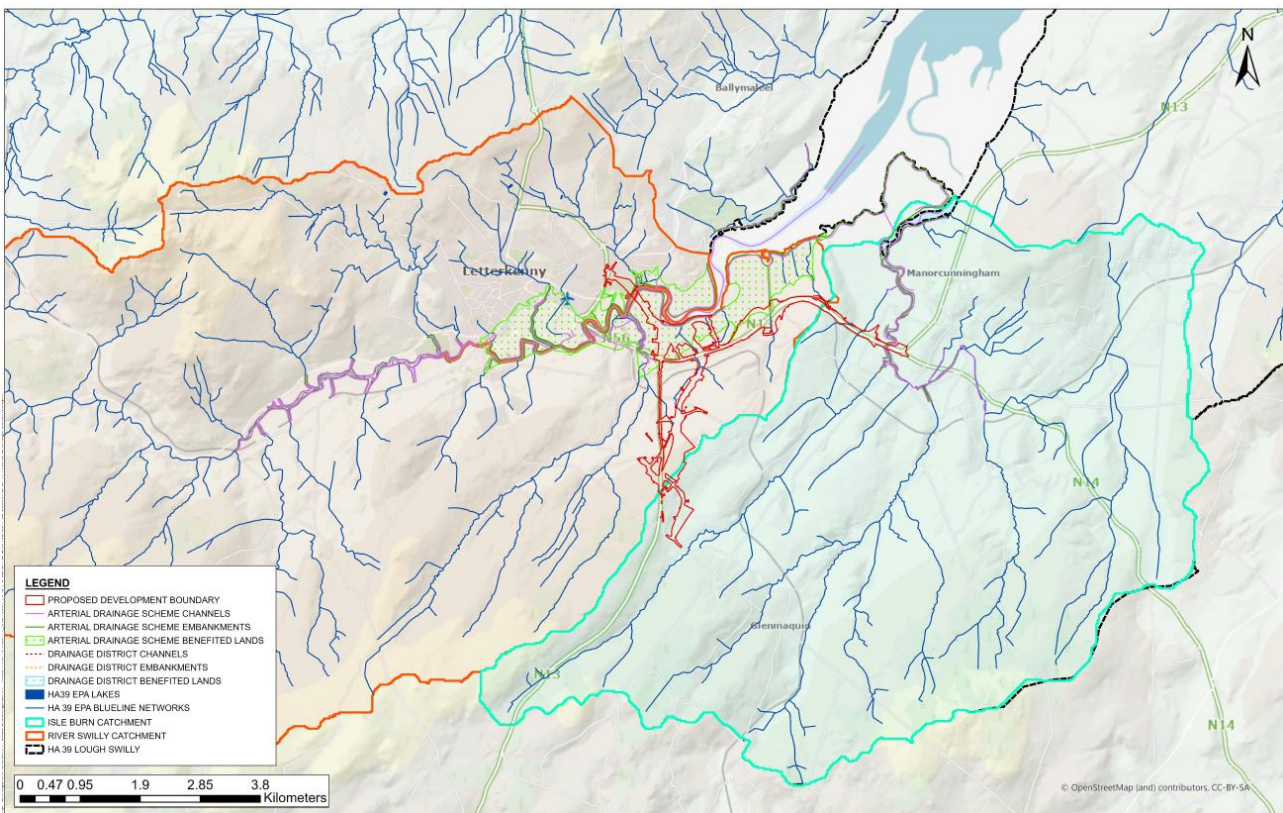 N
N13
Ballymaleel
Letterkenny
Manorcunningham
N56
N1
N14
Glenmaquin
N13
N14
LEGEND
PROPOSED DEVELOPMENT BOUNDARY
ARTERIAL DRAINAGE SCHEME CHANNELS
ARTERIAL DRAINAGE SCHEME EMBANKMENTS
ARTERIAL DRAINAGE SCHEME BENEFITED LANDS
DRAINAGE DISTRICT CHANNELS
DRAINAGE DISTRICT EMBANKMENTS
DRAINAGE DISTRICT BENEFITED LANDS
HA39 EPA LAKES
HA 39 EPA BLUELINE NETWORKS
ISLE BURN CATCHMENT
RIVER SWILLY CATCHMENT
HA 39 LOUGH SWILLY
0 0.47 0.95 1.9 2.85 3.8
Kilometers
© OpenStreetMap (and) contributors, CC-BY-SA